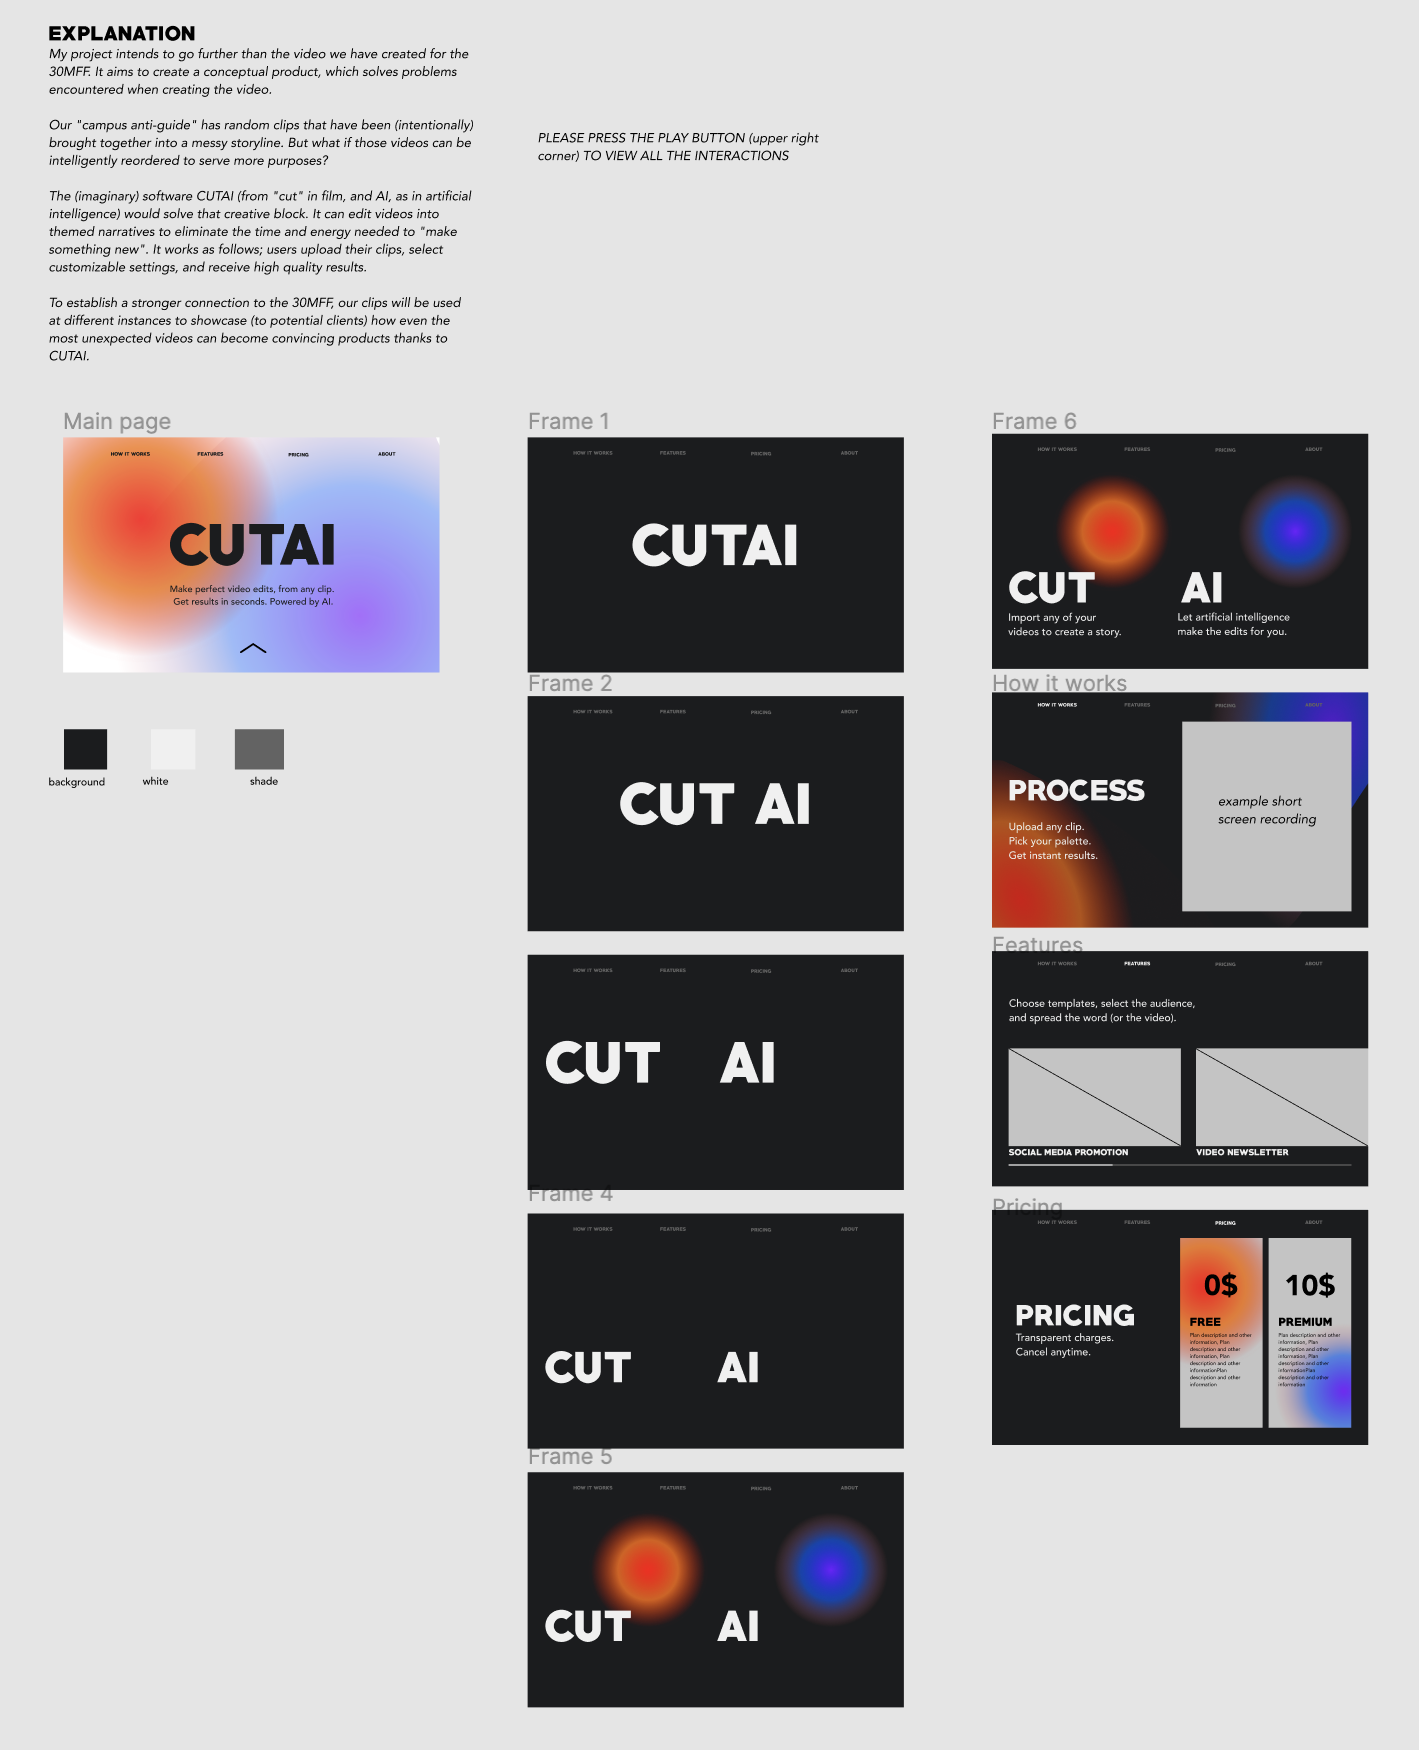 EXPLANATION
My project intends to go further than the video we have created for the
30MFF. It aims to create a conceptual product, which solves problems
encountered when creating the video.
Our "campus anti-guide" has random clips that have been (intentionally)
brought together into a messy storyline. But what if those videos can be
intelligently reordered to serve more purposes?
The (imaginary) software CUTAI (from "cut" in film, and AI, as in artificial
intelligence) would solve that creative block. It can edit videos into
themed narratives to eliminate the time and energy needed to "make
something new". It works as follows; users upload their clips, select
customizable settings, and receive high quality results.
To establish a stronger connection to the 30MFF, our clips will be used
at different instances to showcase (to potential clients) how even the
most unexpected videos can become convincing products thanks to
CUTAI.
PLEASE PRESS THE PLAY BUTTON (upper right
corner) TO VIEW ALL THE INTERACTIONS
Main page
HOW IT WORKS FEATURES PRICING ABOUT
CUTAI
Make perfect video edits, from any clip.
Get results in seconds. Powered by AI.
background white shade
Frame 1
HOW IT WORKS FEATURES PRICING ABOUT
CUTAI
Frame 2
HOW IT WORKS FEATURES PRICING ABOUT
CUT AI
HOW IT WORKS FEATURES PRICING ABOUT
CUT AI
Frame 4
HOW IT WORKS FEATURES PRICING ABOUT
CUT AI
Frame 5
HOW IT WORKS FEATURES PRICING ABOUT
CUT AI
Frame 6
HOW IT WORKS FEATURES PRICING ABOUT
CUT AI
Import any of your
videos to create a story.
Let artificial intelligence
make the edits for you.
How it works
HOW IT WORKS FEATURES PRICING ABOUT
PROCESS
Upload any clip.
Pick your palette.
Get instant results.
example short
screen recording
Features
HOW IT WORKS FEATURES PRICING ABOUT
Choose templates, select the audience,
and spread the word (or the video).
SOCIAL MEDIA PROMOTION VIDEO NEWSLETTER
Pricing
HOW IT WORKS FEATURES PRICING ABOUT
PRICING
Transparent charges.
Cancel anytime.
0$
FREE
Plan description and other
information, Plan
description and other
information, Plan
description and other
informationPlan
description and other
information
10$
PREMIUM
Plan description and other
information, Plan
description and other
information, Plan
description and other
informationPlan
description and other
information